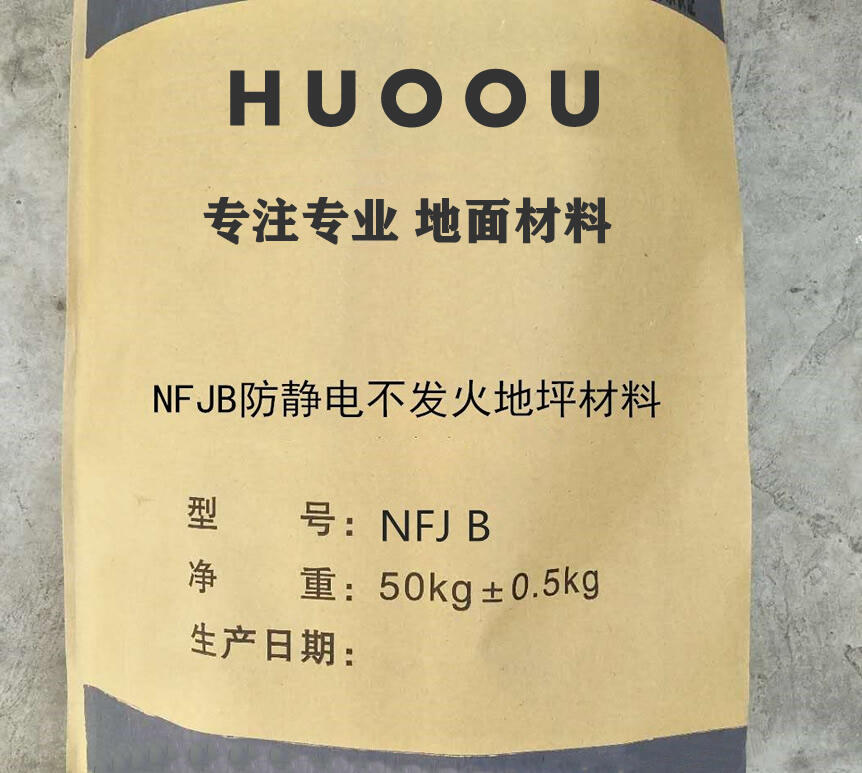 HUOOU
专注专业 地面材料
NFJB防静电不发火地坪材料
型 号：NFJ B
净 重：50kg±0.5kg
生产日期：